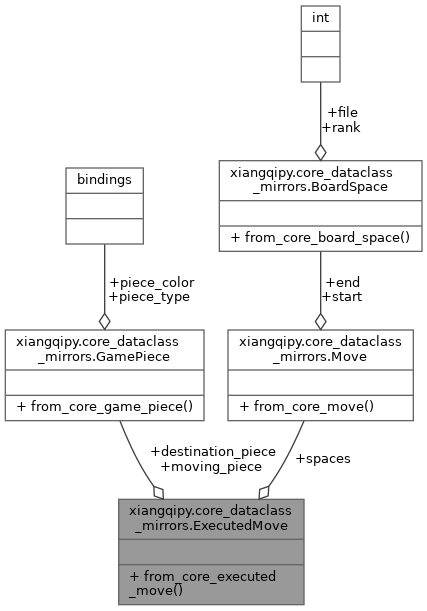 int
+file
+rank
xiangqipy.core_dataclass
_mirrors.BoardSpace
+ from_core_board_space()
bindings
+end
+start
+piece_color
+piece_type
xiangqipy.core_dataclass
_mirrors.GamePiece
+ from_core_game_piece()
xiangqipy.core_dataclass
_mirrors.Move
+ from_core_move()
+destination_piece
+moving_piece
+spaces
xiangqipy.core_dataclass
_mirrors.ExecutedMove
+ from_core_executed
_move()